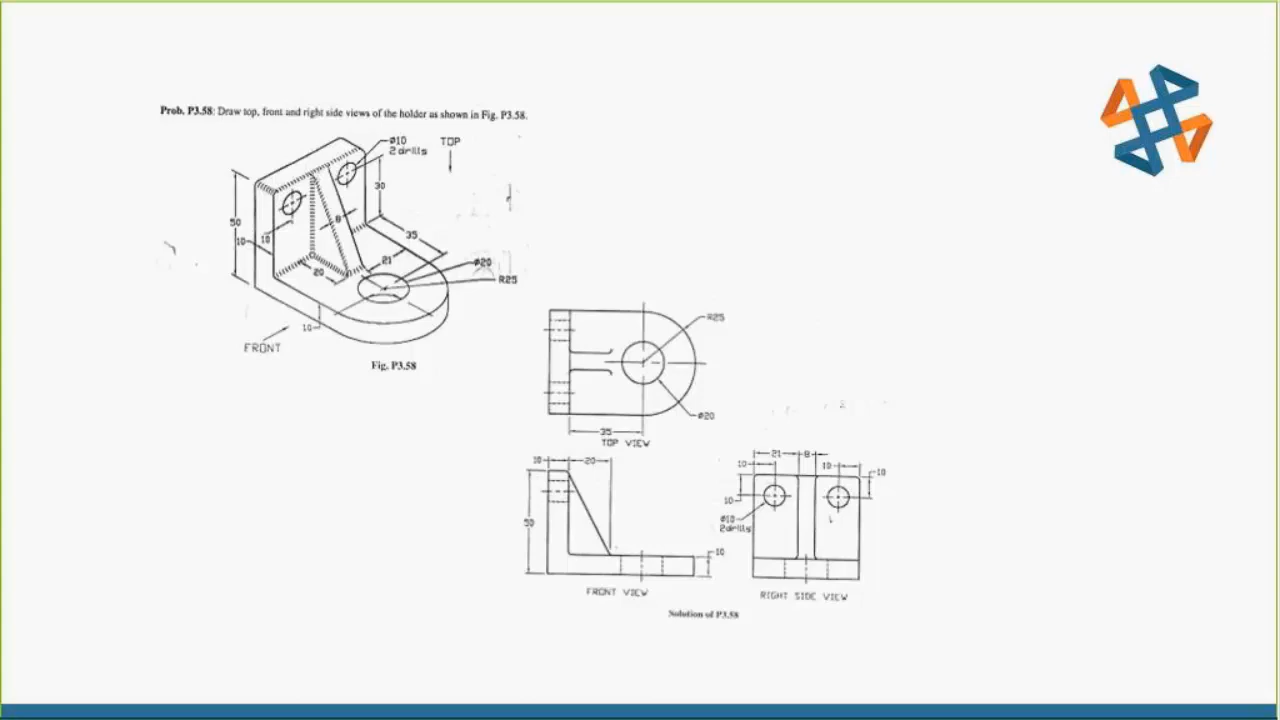 Prob. P3.58: Draw top, front and right side views of the holder as shown in Fig. P3.58.
Ø10
2 drills
TOP
30
50
8
10
10
35
21
20
Ø20
R25
10
FRONT
Fig. P3.58
R25
Ø20
35
TOP VIEW
10
20
50
10
FRONT VIEW
21
8
10
10
10
10
Ø10
2 drills
RIGHT SIDE VIEW
Solution of P3.58